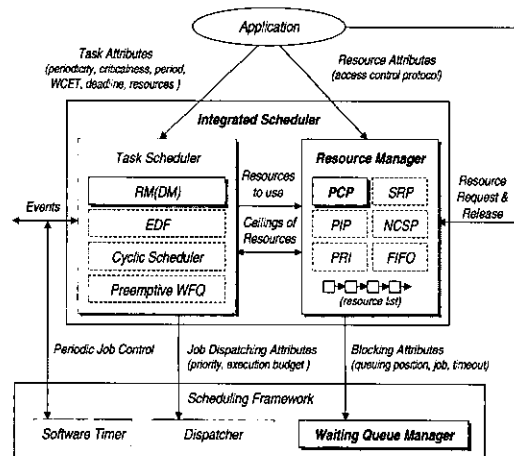 Application
Task Attributes
(periodicity, criticalness, period,
WCET, deadline, resources )
Resource Attributes
(access control protocol)
Integrated Scheduler
Task Scheduler
RM(DM)
EDF
Cyclic Scheduler
Preemptive WFQ
Resources
to use
Ceilings of
Resources
Resource Manager
PCP
SRP
PIP
NCSP
PRI
FIFO
(resource list)
Events
Resource
Request &
Release
Periodic Job Control
Job Dispatching Attributes
(priority, execution budget )
Blocking Attributes
(queuing position, job, timeout)
Scheduling Framework
Software Timer
Dispatcher
Waiting Queue Manager